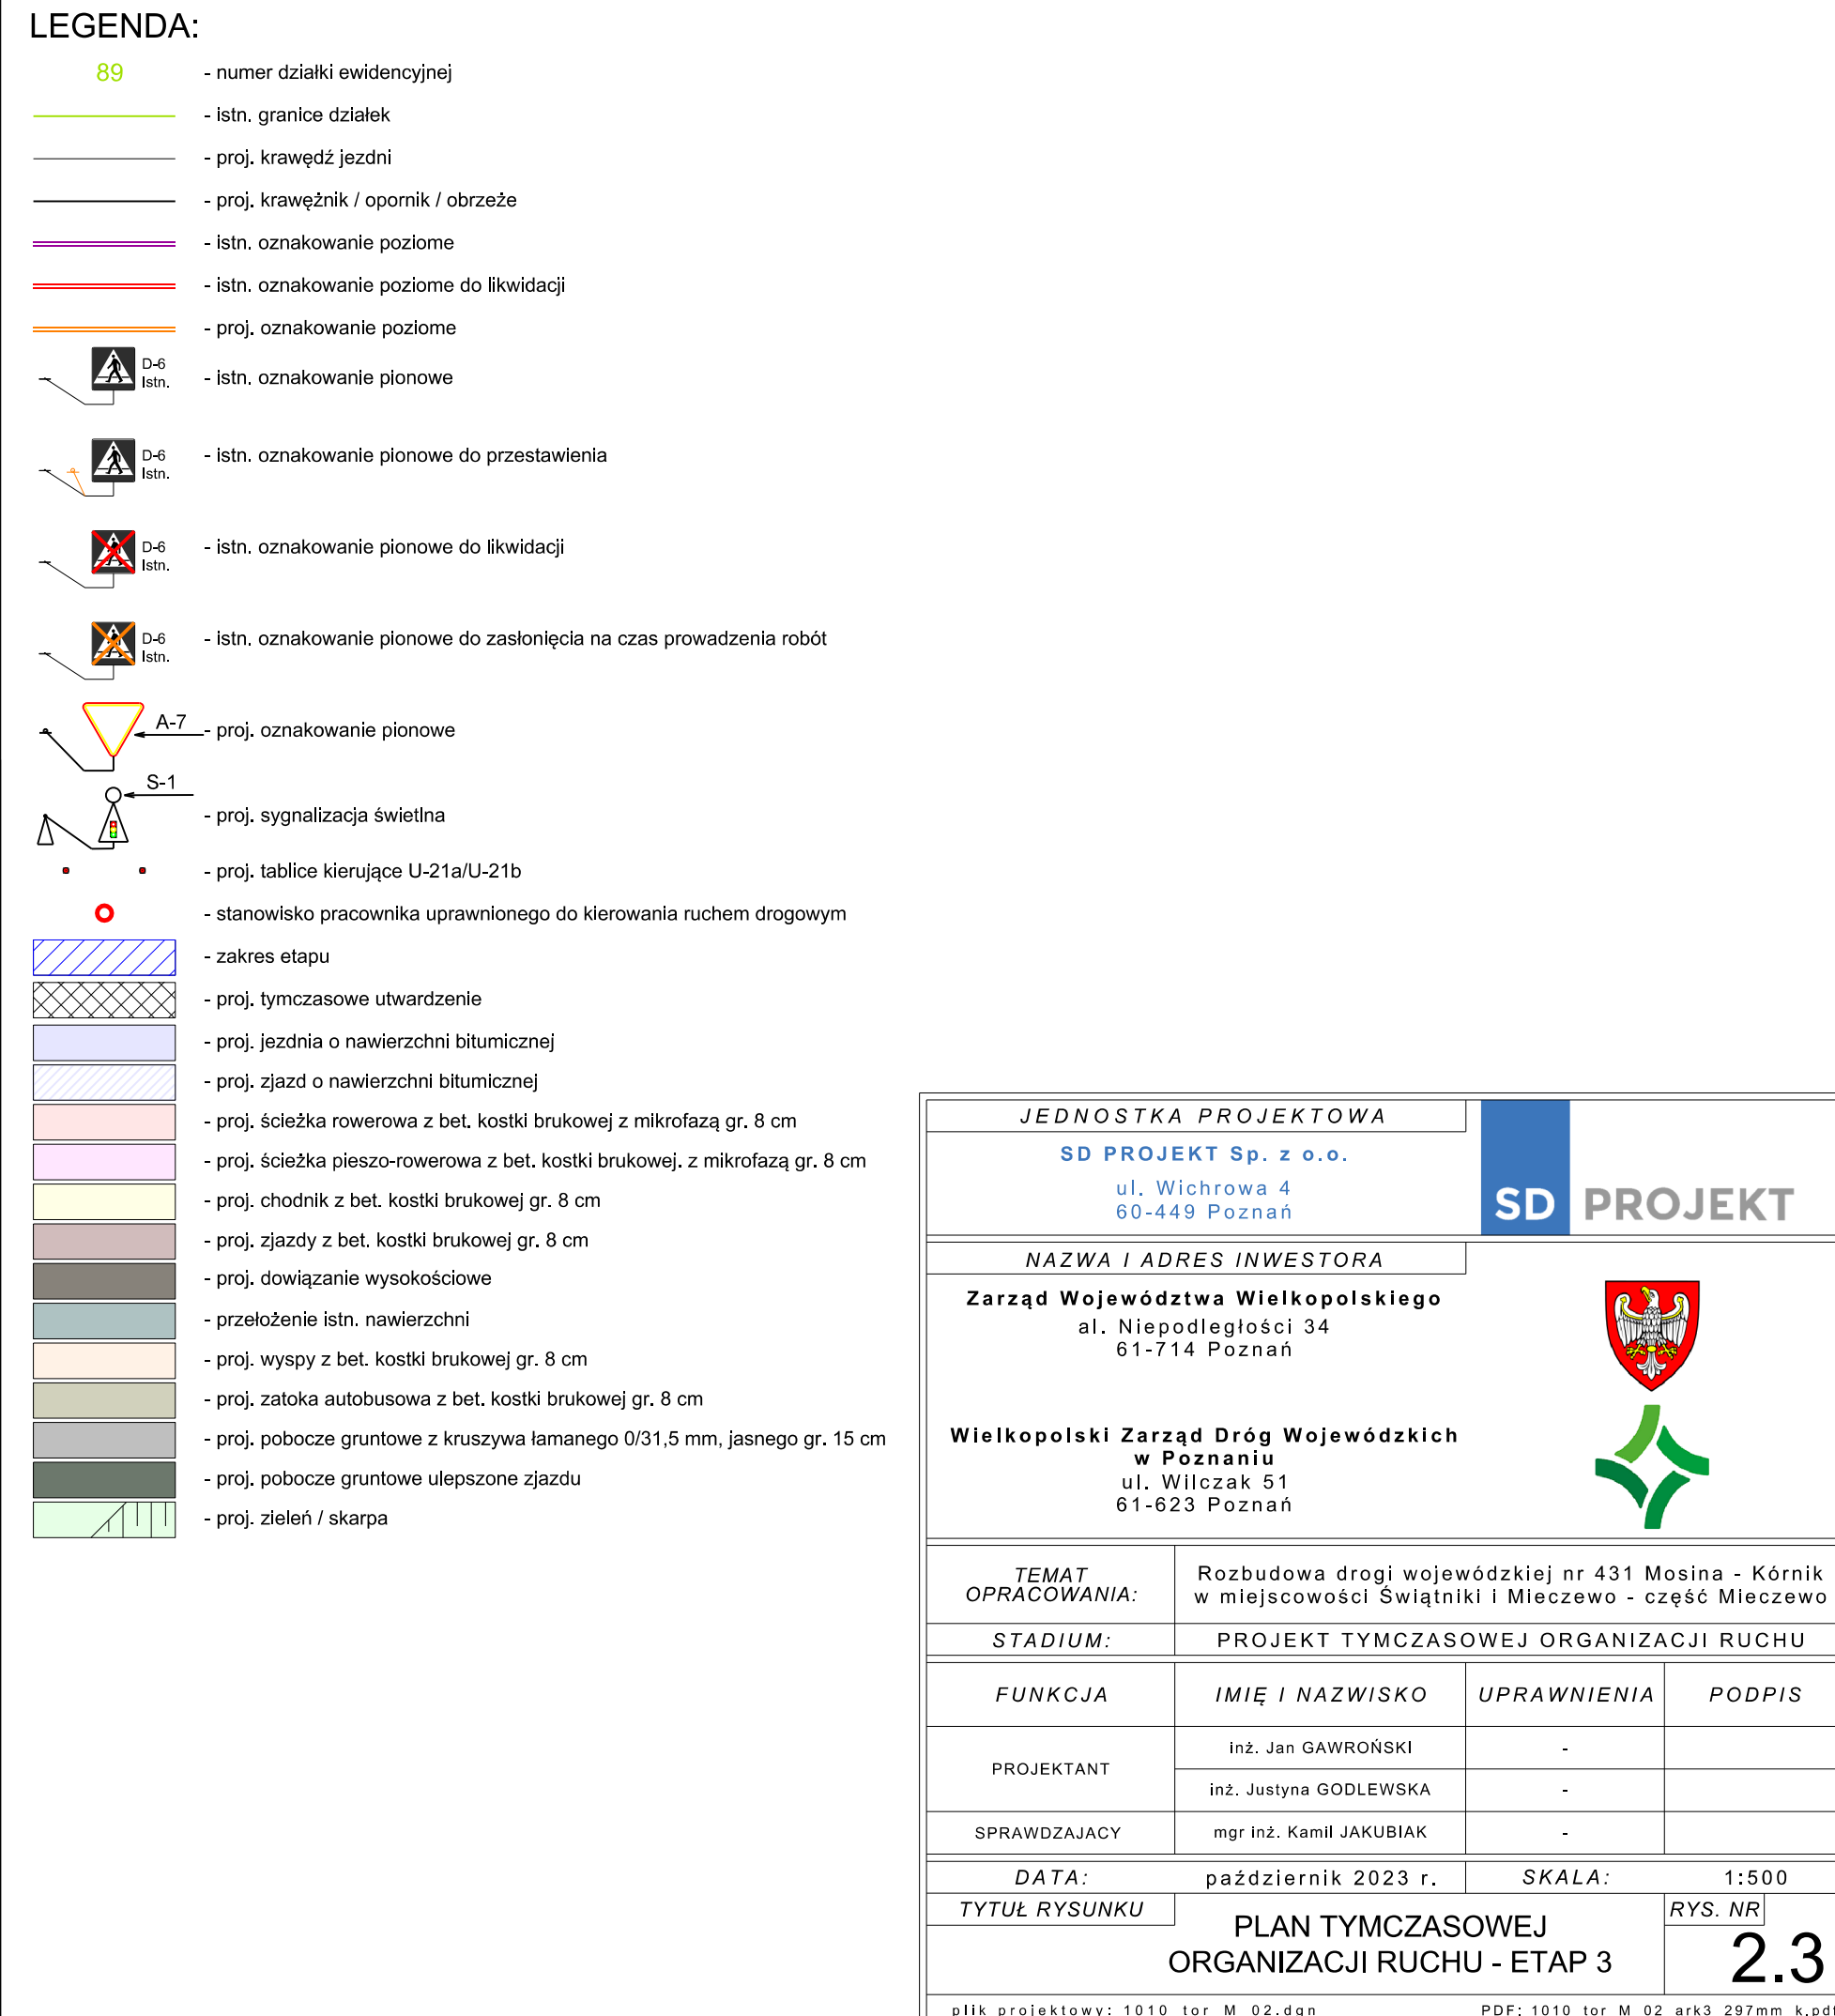 LEGENDA:
89 - numer działki ewidencyjnej
- istn. granice działek
- proj. krawędź jezdni
- proj. krawężnik / opornik / obrzeże
- istn. oznakowanie poziome
- istn. oznakowanie poziome do likwidacji
- proj. oznakowanie poziome
D-6
Istn. - istn. oznakowanie pionowe
D-6
Istn. - istn. oznakowanie pionowe do przestawienia
D-6
Istn. - istn. oznakowanie pionowe do likwidacji
D-6
Istn. - istn. oznakowanie pionowe do zasłonięcia na czas prowadzenia robót
A-7 - proj. oznakowanie pionowe
S-1
- proj. sygnalizacja świetlna
- proj. tablice kierujące U-21a/U-21b
- stanowisko pracownika uprawnionego do kierowania ruchem drogowym
- zakres etapu
- proj. tymczasowe utwardzenie
- proj. jezdnia o nawierzchni bitumicznej
- proj. zjazd o nawierzchni bitumicznej
- proj. ścieżka rowerowa z bet. kostki brukowej z mikrofazą gr. 8 cm
- proj. ścieżka pieszo-rowerowa z bet. kostki brukowej. z mikrofazą gr. 8 cm
- proj. chodnik z bet. kostki brukowej gr. 8 cm
- proj. zjazdy z bet. kostki brukowej gr. 8 cm
- proj. dowiązanie wysokościowe
- przełożenie istn. nawierzchni
- proj. wyspy z bet. kostki brukowej gr. 8 cm
- proj. zatoka autobusowa z bet. kostki brukowej gr. 8 cm
- proj. pobocze gruntowe z kruszywa łamanego 0/31,5 mm, jasnego gr. 15 cm
- proj. pobocze gruntowe ulepszone zjazdu
- proj. zieleń / skarpa
JEDNOSTKA PROJEKTOWA
SD PROJEKT Sp. z o.o.
ul. Wichrowa 4
60-449 Poznań
SD PROJEKT
NAZWA I ADRES INWESTORA
Zarząd Województwa Wielkopolskiego
al. Niepodległości 34
61-714 Poznań
Wielkopolski Zarząd Dróg Wojewódzkich
w Poznaniu
ul. Wilczak 51
61-623 Poznań
TEMAT
OPRACOWANIA:
Rozbudowa drogi wojewódzkiej nr 431 Mosina - Kórnik
w miejscowości Świątniki i Mieczewo - część Mieczewo
STADIUM: PROJEKT TYMCZASOWEJ ORGANIZACJI RUCHU
FUNKCJA IMIĘ I NAZWISKO UPRAWNIENIA PODPIS
PROJEKTANT
inż. Jan GAWROŃSKI -
inż. Justyna GODLEWSKA -
SPRAWDZAJACY mgr inż. Kamil JAKUBIAK -
DATA: październik 2023 r. SKALA: 1:500
TYTUŁ RYSUNKU
PLAN TYMCZASOWEJ
ORGANIZACJI RUCHU - ETAP 3
RYS. NR
2.3
plik projektowy: 1010_tor_M_02.dgn PDF: 1010_tor_M_02_ark3_297mm_k.pdf